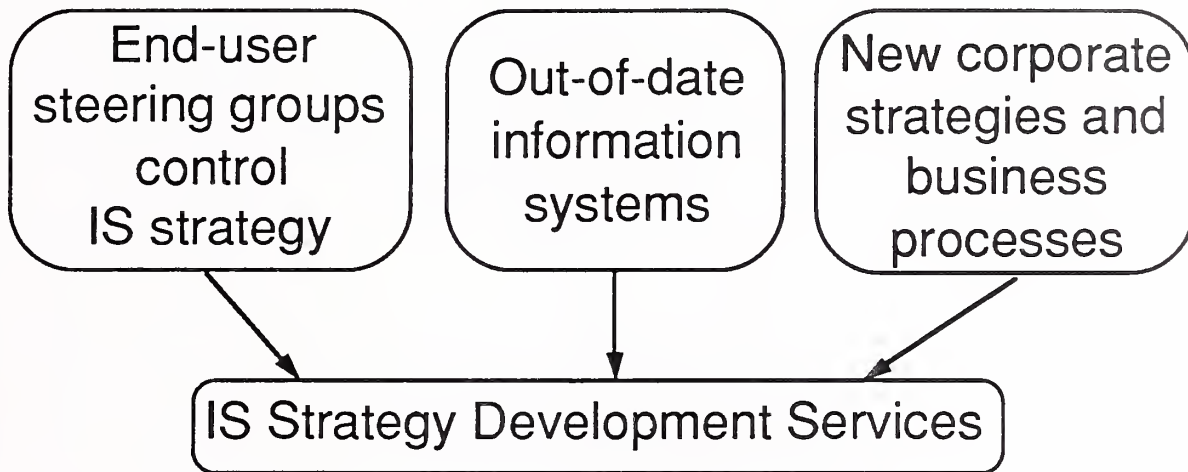 End-user
steering groups
control
IS strategy
Out-of-date
information
systems
New corporate
strategies and
business
processes
IS Strategy Development Services